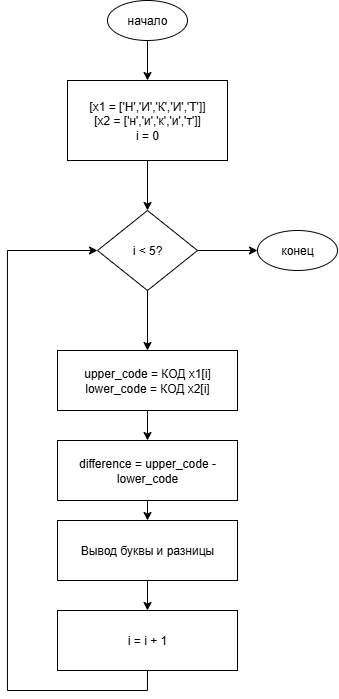 начало
[x1 = ['Н','И','К','И','Т']]
[x2 = ['н','и','к','и','т']]
i = 0
i < 5?
конец
upper_code = КОД x1[i]
lower_code = КОД x2[i]
difference = upper_code -
lower_code
Вывод буквы и разницы
i = i + 1